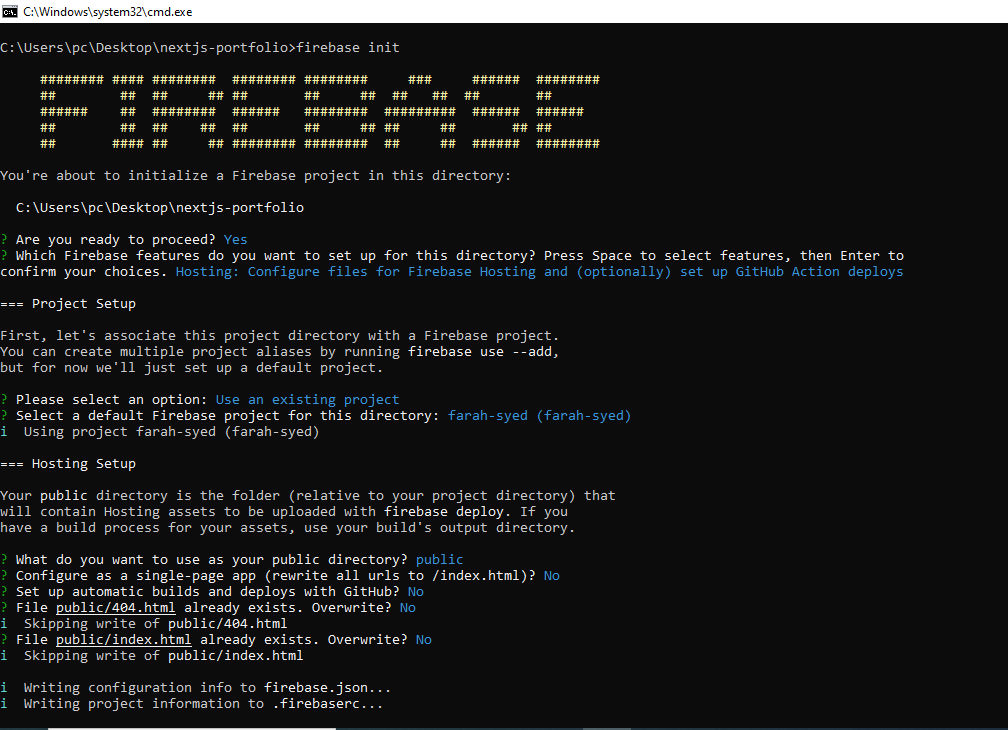 C:\Windows\system32\cmd.exe
C:\Users\pc\Desktop\nextjs-portfolio>firebase init
FIREBASE
You're about to initialize a Firebase project in this directory:
C:\Users\pc\Desktop\nextjs-portfolio
? Are you ready to proceed? Yes
? Which Firebase features do you want to set up for this directory? Press Space to select features, then Enter to
confirm your choices. Hosting: Configure files for Firebase Hosting and (optionally) set up GitHub Action deploys
=== Project Setup
First, let's associate this project directory with a Firebase project.
You can create multiple project aliases by running firebase use --add,
but for now we'll just set up a default project.
? Please select an option: Use an existing project
? Select a default Firebase project for this directory: farah-syed (farah-syed)
i  Using project farah-syed (farah-syed)
=== Hosting Setup
Your public directory is the folder (relative to your project directory) that
will contain Hosting assets to be uploaded with firebase deploy. If you
have a build process for your assets, use your build's output directory.
? What do you want to use as your public directory? public
? Configure as a single-page app (rewrite all urls to /index.html)? No
? Set up automatic builds and deploys with GitHub? No
? File public/404.html already exists. Overwrite? No
i  Skipping write of public/404.html
? File public/index.html already exists. Overwrite? No
i  Skipping write of public/index.html
i  Writing configuration info to firebase.json...
i  Writing project information to .firebaserc...